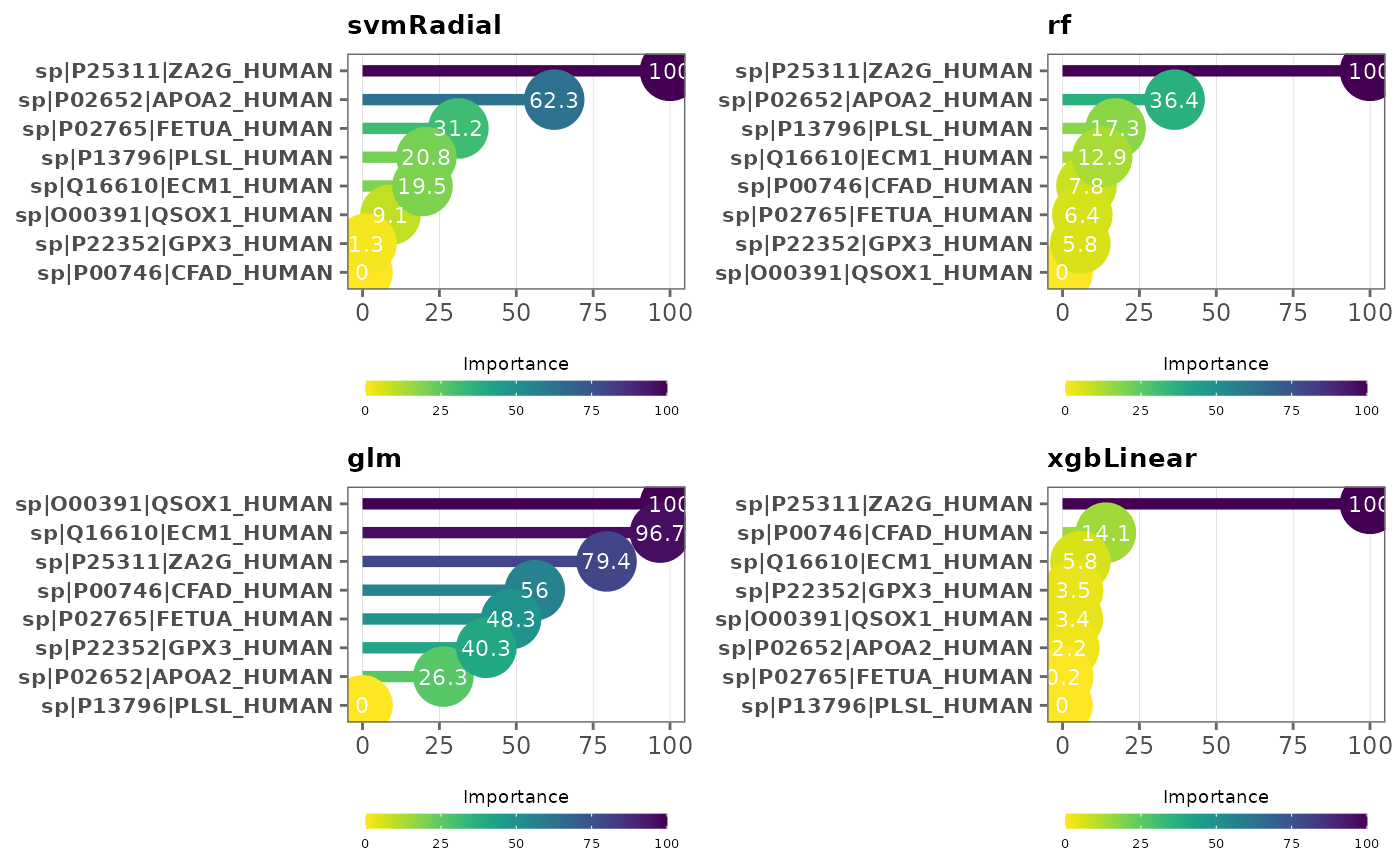 svmRadial
sp|P25311|ZA2G_HUMAN 100
sp|P02652|APOA2_HUMAN 62.3
sp|P02765|FETUA_HUMAN 31.2
sp|P13796|PLSL_HUMAN 20.8
sp|Q16610|ECM1_HUMAN 19.5
sp|O00391|QSOX1_HUMAN 9.1
sp|P22352|GPX3_HUMAN 1.3
sp|P00746|CFAD_HUMAN 0
0 25 50 75 100
Importance
0 25 50 75 100
rf
sp|P25311|ZA2G_HUMAN 100
sp|P02652|APOA2_HUMAN 36.4
sp|P13796|PLSL_HUMAN 17.3
sp|Q16610|ECM1_HUMAN 12.9
sp|P00746|CFAD_HUMAN 7.8
sp|P02765|FETUA_HUMAN 6.4
sp|P22352|GPX3_HUMAN 5.8
sp|O00391|QSOX1_HUMAN 0
0 25 50 75 100
Importance
0 25 50 75 100
glm
sp|O00391|QSOX1_HUMAN 100
sp|Q16610|ECM1_HUMAN 96.7
sp|P25311|ZA2G_HUMAN 79.4
sp|P00746|CFAD_HUMAN 56
sp|P02765|FETUA_HUMAN 48.3
sp|P22352|GPX3_HUMAN 40.3
sp|P02652|APOA2_HUMAN 26.3
sp|P13796|PLSL_HUMAN 0
0 25 50 75 100
Importance
0 25 50 75 100
xgbLinear
sp|P25311|ZA2G_HUMAN 100
sp|P00746|CFAD_HUMAN 14.1
sp|Q16610|ECM1_HUMAN 5.8
sp|P22352|GPX3_HUMAN 3.5
sp|O00391|QSOX1_HUMAN 3.4
sp|P02652|APOA2_HUMAN 2.2
sp|P02765|FETUA_HUMAN 0.2
sp|P13796|PLSL_HUMAN 0
0 25 50 75 100
Importance
0 25 50 75 100